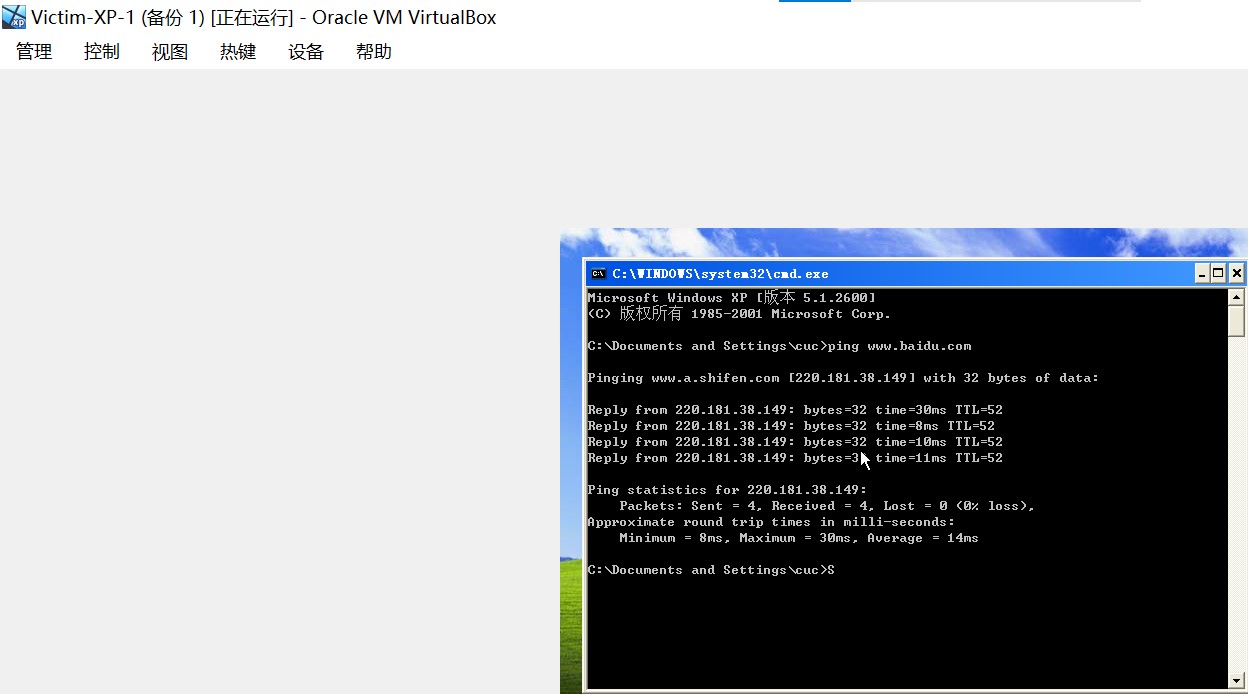 Victim-XP-1 (备份 1) [正在运行] - Oracle VM VirtualBox
管理 控制 视图 热键 设备 帮助
C:\WINDOWS\system32\cmd.exe
Microsoft Windows XP [版本 5.1.2600]
(C) 版权所有 1985-2001 Microsoft Corp.
C:\Documents and Settings\cuc>ping www.baidu.com
Pinging www.a.shifen.com [220.181.38.149] with 32 bytes of data:
Reply from 220.181.38.149: bytes=32 time=30ms TTL=52
Reply from 220.181.38.149: bytes=32 time=8ms TTL=52
Reply from 220.181.38.149: bytes=32 time=10ms TTL=52
Reply from 220.181.38.149: bytes=32 time=11ms TTL=52
Ping statistics for 220.181.38.149:
Packets: Sent = 4, Received = 4, Lost = 0 (0% loss),
Approximate round trip times in milli-seconds:
Minimum = 8ms, Maximum = 30ms, Average = 14ms
C:\Documents and Settings\cuc>S